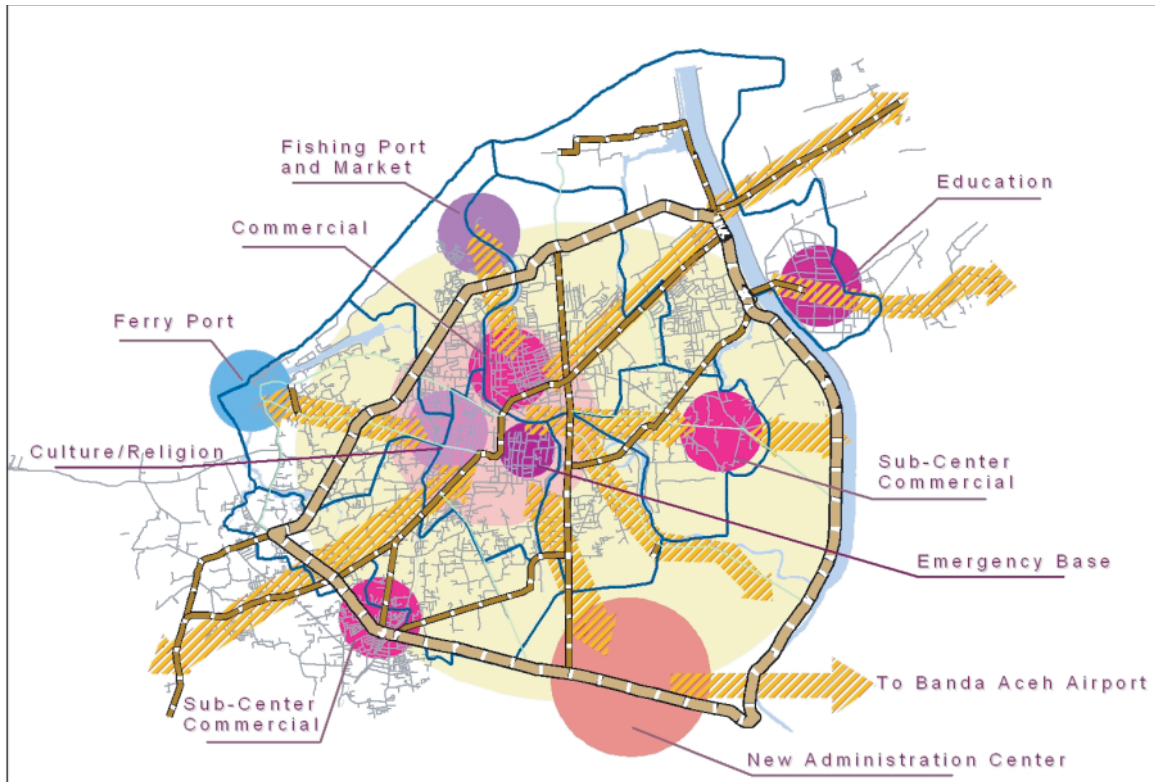 Fishing Port
and Market
Education
Commercial
Ferry Port
Culture/Religion
Sub-Center
Commercial
Emergency Base
To Banda Aceh Airport
Sub-Center
Commercial
New Administration Center